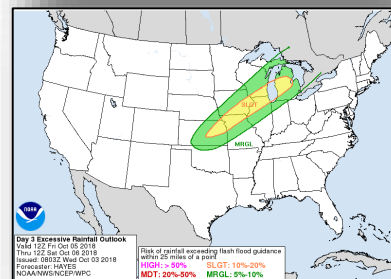 SLGT
MRGL
NOAA
Day 3 Excessive Rainfall Outlook
Valid 12Z Fri Oct 05 2018
Thru 12Z Sat Oct 06 2018
Issued: 0803Z Wed Oct 03 2018
Forecaster: HAYES
NOAA/NWS/NCEP/WPC
Risk of rainfall exceeding flash flood guidance
within 25 miles of a point
HIGH: > 50% SLGT: 10%-20%
MDT: 20%-50% MRGL: 5%-10%